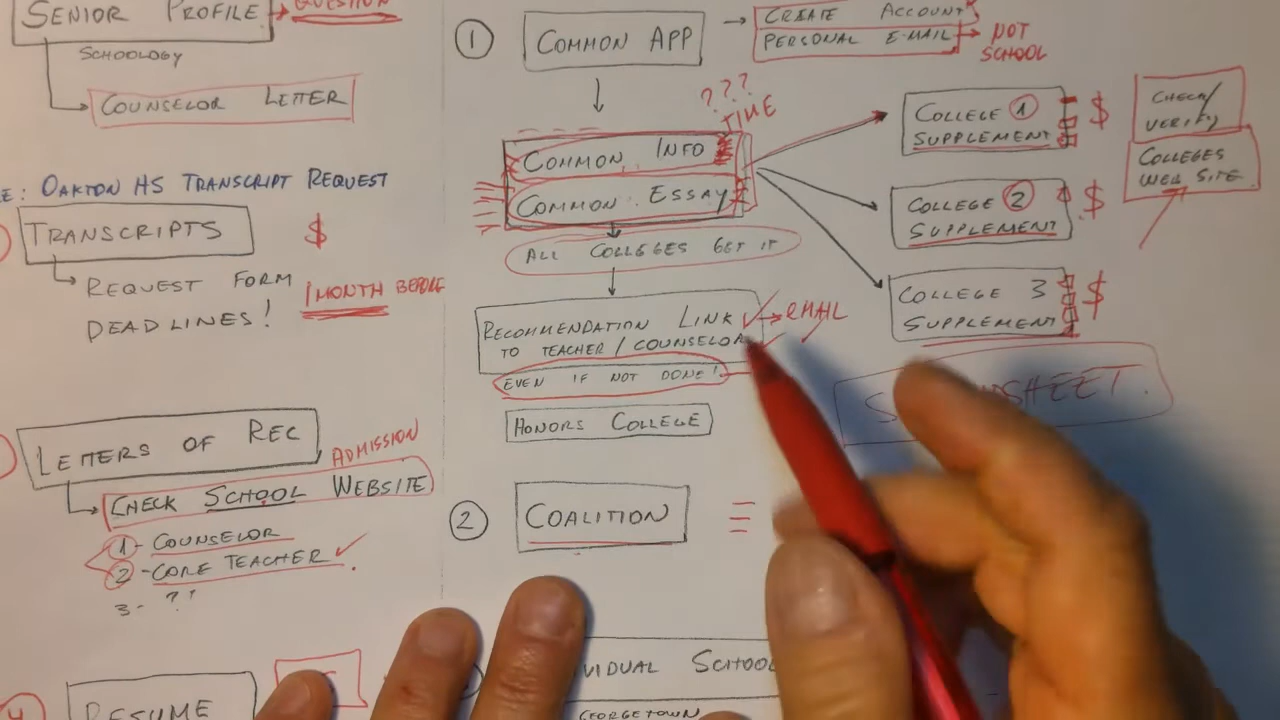 SENIOR PROFILE
QUESTION
SCHOOLOGY
COUNSELOR LETTER
E: OAKTON HS TRANSCRIPT REQUEST
TRANSCRIPTS
$
REQUEST FORM
DEADLINES!
1 MONTH BEFORE
LETTERS OF REC
ADMISSION
CHECK SCHOOL WEBSITE
1- COUNSELOR
2-CORE TEACHER
3- ??
4
RESUME
1
COMMON APP
CREATE ACCOUNT
PERSONAL E-MAIL
NOT
SCHOOL
???
TIME
COMMON INFO
COMMON ESSAY
ALL COLLEGES GET IT
RECOMMENDATION LINK
TO TEACHER / COUNSELOR
EMAIL
EVEN IF NOT DONE!
HONORS COLLEGE
COLLEGE 1
SUPPLEMENT
$
COLLEGE 2
SUPPLEMENT
$
COLLEGE 3
SUPPLEMENT
$
CHECK/
VERIFY
COLLEGES
WEB SITE
2
COALITION
VIDUAL SCHOO
GEORGETOWN